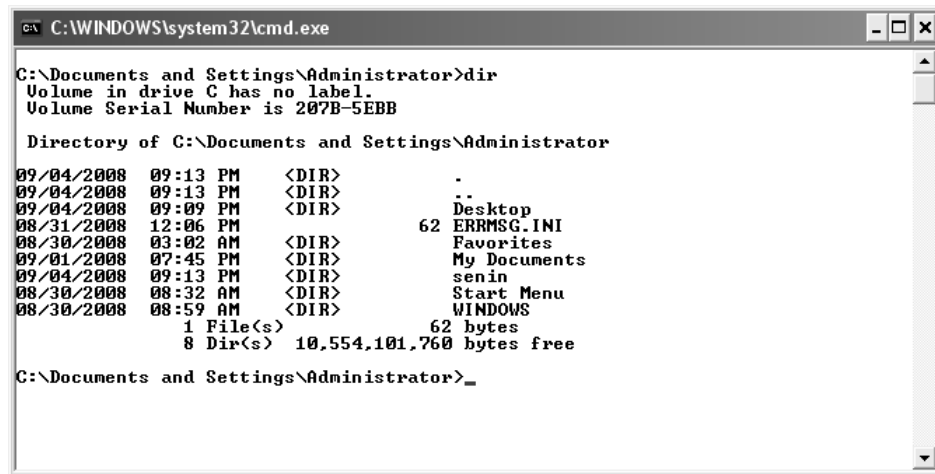 C:\WINDOWS\system32\cmd.exe
C:\Documents and Settings\Administrator>dir
 Volume in drive C has no label.
 Volume Serial Number is 207B-5EBB

 Directory of C:\Documents and Settings\Administrator

09/04/2008  09:13 PM    <DIR>          .
09/04/2008  09:13 PM    <DIR>          ..
09/04/2008  09:09 PM    <DIR>          Desktop
08/31/2008  12:06 PM                62 ERRMSG.INI
08/30/2008  03:02 AM    <DIR>          Favorites
09/01/2008  07:45 PM    <DIR>          My Documents
09/04/2008  09:13 PM    <DIR>          senin
08/30/2008  08:32 AM    <DIR>          Start Menu
08/30/2008  08:59 AM    <DIR>          WINDOWS
               1 File(s)             62 bytes
               8 Dir(s)  10,554,101,760 bytes free

C:\Documents and Settings\Administrator>_